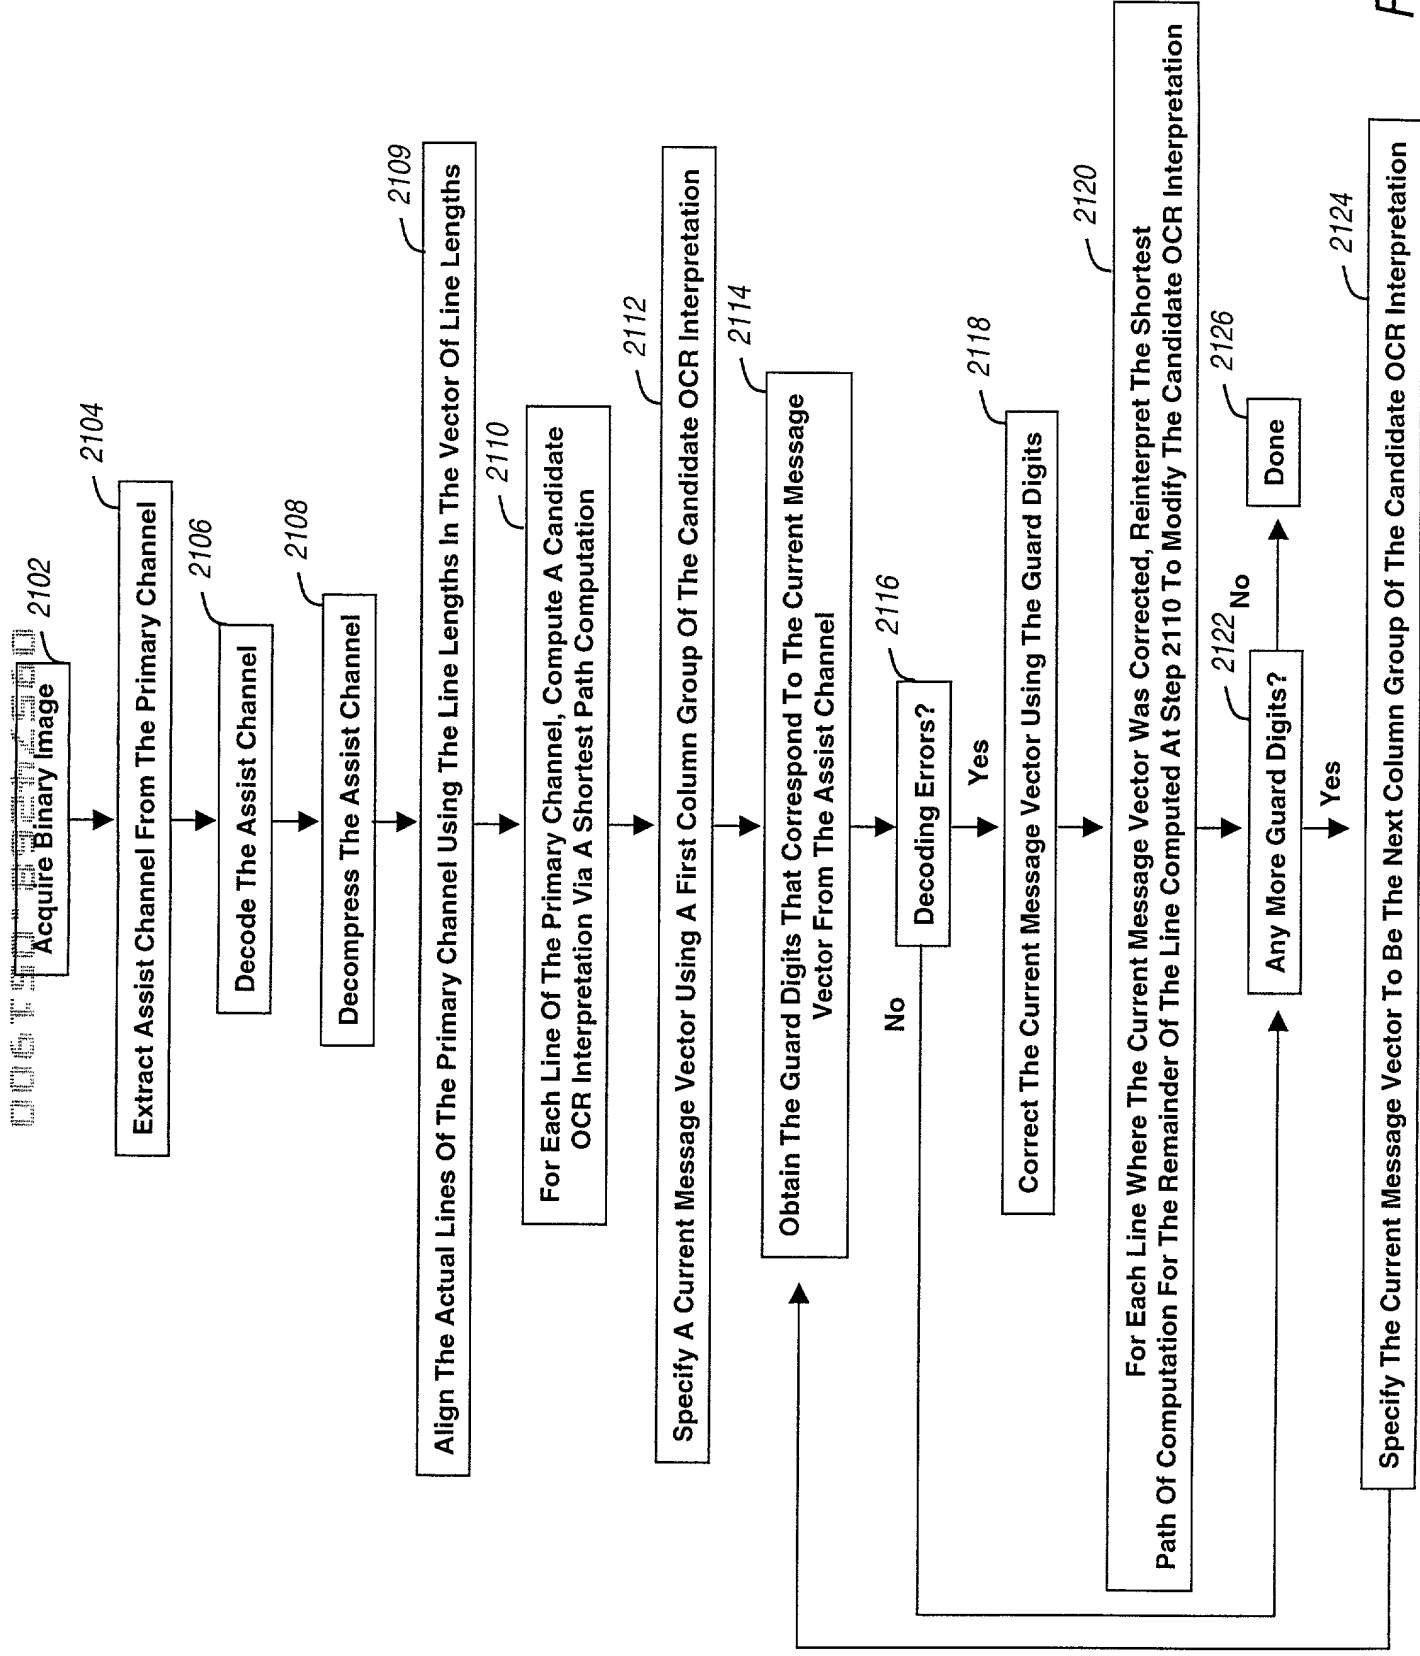 2102
Acquire Binary Image
2104
Extract Assist Channel From The Primary Channel
2106
Decode The Assist Channel
2108
Decompress The Assist Channel
2109
Align The Actual Lines Of The Primary Channel Using The Line Lengths In The Vector Of Line Lengths
2110
For Each Line Of The Primary Channel, Compute A Candidate
OCR Interpretation Via A Shortest Path Computation
2112
Specify A Current Message Vector Using A First Column Group Of The Candidate OCR Interpretation
2114
Obtain The Guard Digits That Correspond To The Current Message
Vector From The Assist Channel
2116
Decoding Errors?
No
Yes
2118
Correct The Current Message Vector Using The Guard Digits
2120
For Each Line Where The Current Message Vector Was Corrected, Reinterpret The Shortest
Path Of Computation For The Remainder Of The Line Computed At Step 2110 To Modify The Candidate OCR Interpretation
2122
Any More Guard Digits?
No
2126
Done
Yes
2124
Specify The Current Message Vector To Be The Next Column Group Of The Candidate OCR Interpretation